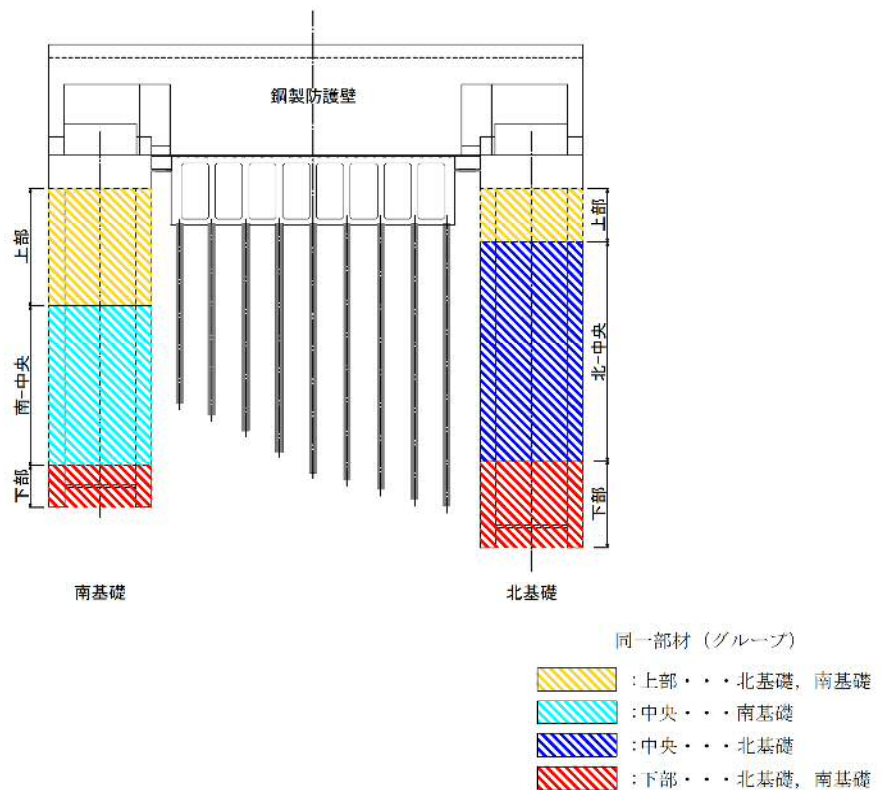 鋼製防護壁
上部
南-中央
下部
上部
北-中央
下部
南基礎
北基礎
同一部材（グループ）
：上部・・・北基礎，南基礎
：中央・・・南基礎
：中央・・・北基礎
：下部・・・北基礎，南基礎